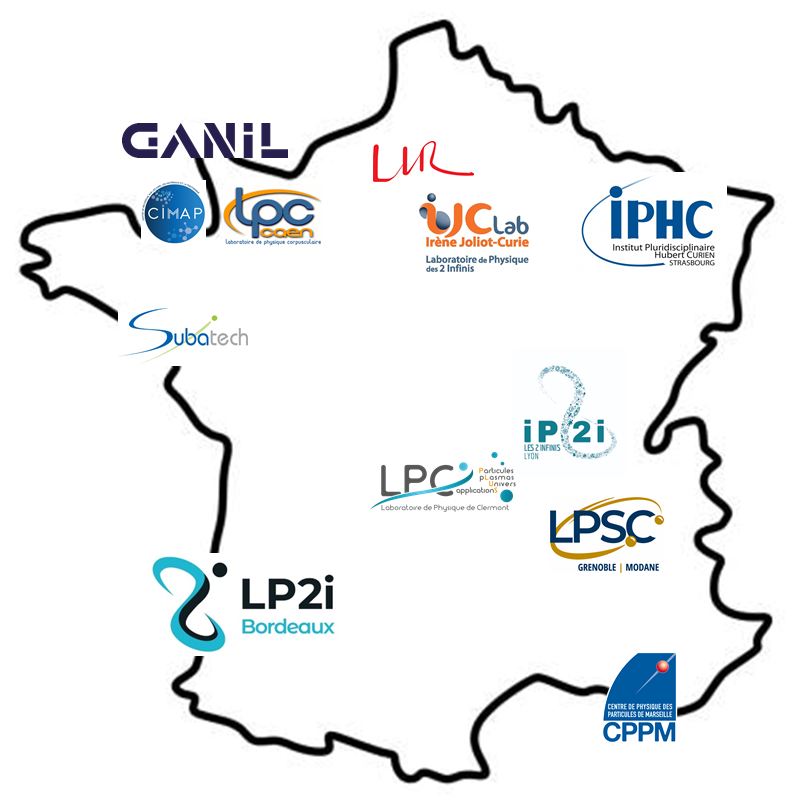 GANiL
LLR
CIMAP
LPC
caen
laboratoire de physique corpusculaire
iJCLab
Irène Joliot-Curie
Laboratoire de Physique
des 2 Infinis
iPHC
Institut Pluridisciplinaire
Hubert CURIEN
STRASBOURG
Subatech
iP2i
LES 2 INFINIS
LYON
LPC
Particules
pLasmas
Univers
applicationS
Laboratoire de Physique de Clermont
LPSC
GRENOBLE | MODANE
LP2i
Bordeaux
CENTRE DE PHYSIQUE DES
PARTICULES DE MARSEILLE
CPPM